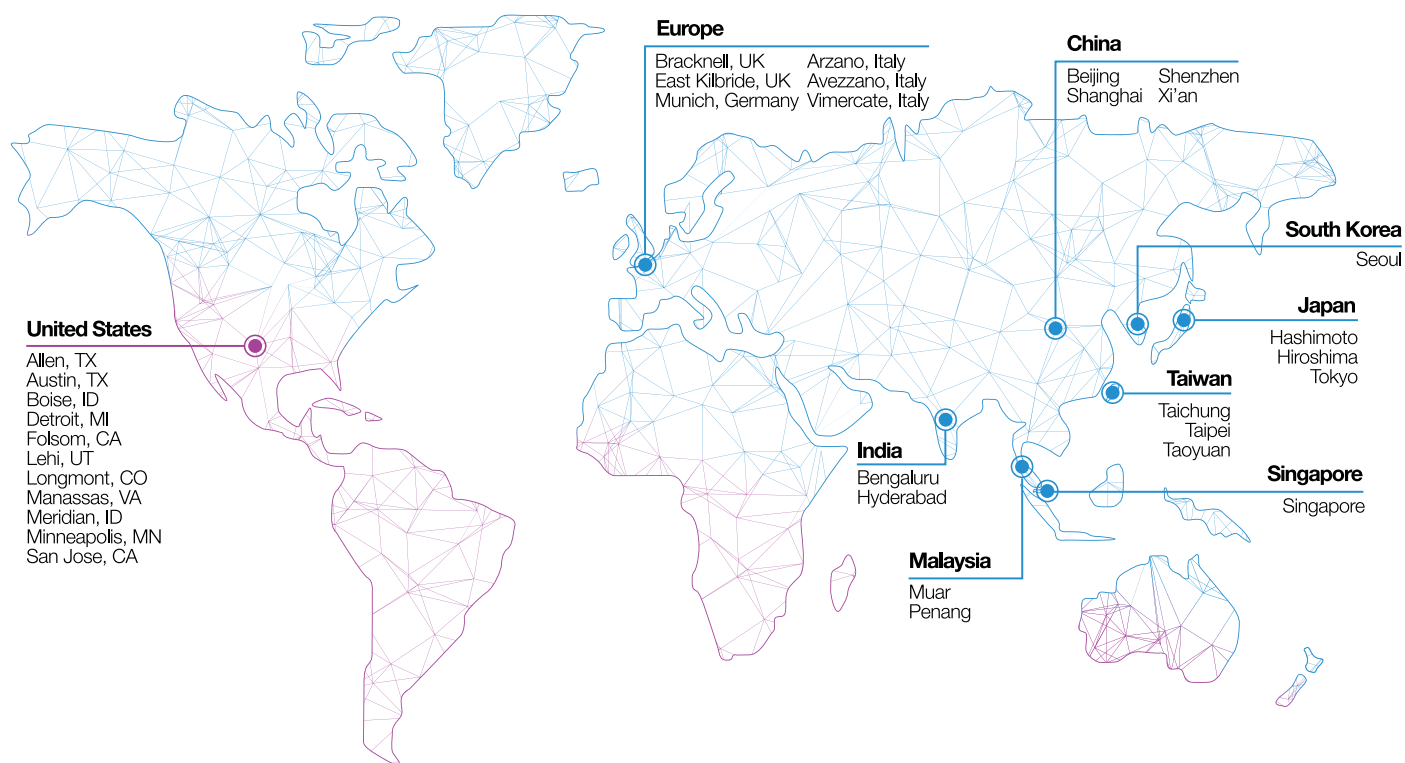 Europe
Bracknell, UK
East Kilbride, UK
Munich, Germany
Arzano, Italy
Avezzano, Italy
Vimercate, Italy
China
Beijing
Shanghai
Shenzhen
Xi'an
South Korea
Seoul
United States
Allen, TX
Austin, TX
Boise, ID
Detroit, MI
Folsom, CA
Lehi, UT
Longmont, CO
Manassas, VA
Meridian, ID
Minneapolis, MN
San Jose, CA
Japan
Hashimoto
Hiroshima
Tokyo
Taiwan
Taichung
Taipei
Taoyuan
India
Bengaluru
Hyderabad
Singapore
Singapore
Malaysia
Muar
Penang